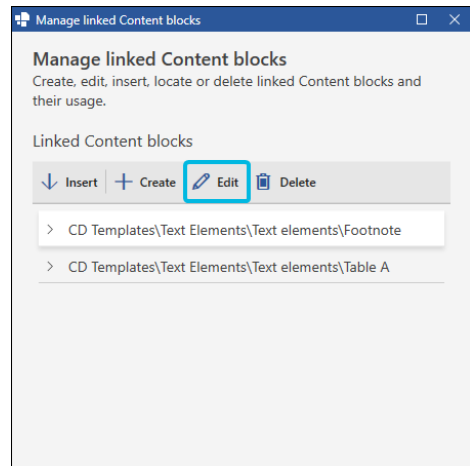 Manage linked Content blocks
Manage linked Content blocks
Create, edit, insert, locate or delete linked Content blocks and
their usage.
Linked Content blocks
Insert Create Edit Delete
CD Templates\Text Elements\Text elements\Footnote
CD Templates\Text Elements\Text elements\Table A